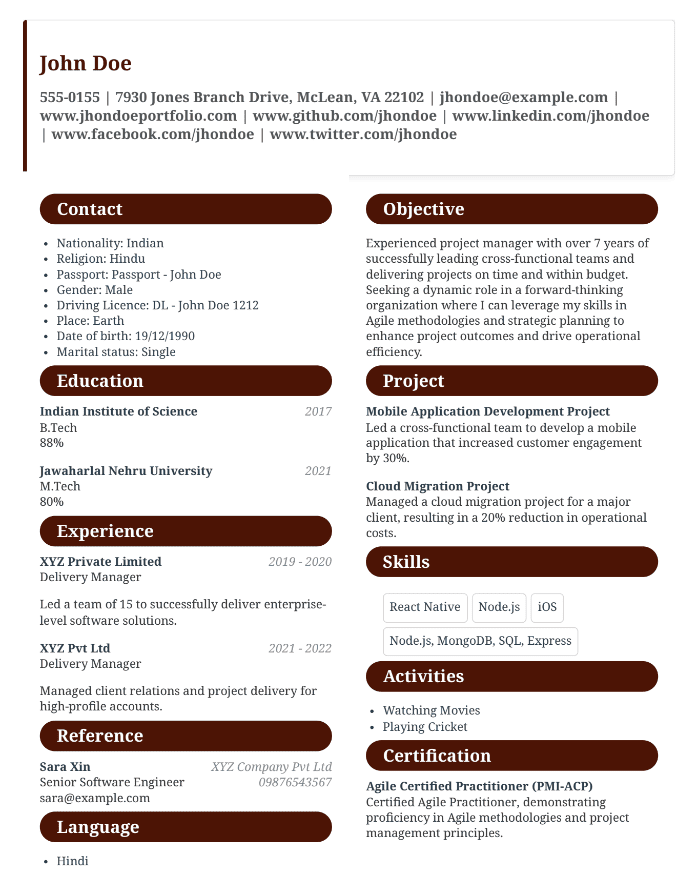 John Doe
555-0155 | 7930 Jones Branch Drive, McLean, VA 22102 | jhondoe@example.com |
www.jhondoeportfolio.com | www.github/jhondoe | www.linkedin.com/jhondoe
| www.facebook.com/jhondoe | www.twitter.com/jhondoe
Contact
• Nationality: Indian
• Religion: Hindu
• Passport: Passport - John Doe
• Gender: Male
• Driving Licence: DL - John Doe 1212
• Place: Earth
• Date of birth: 19/12/1990
• Marital status: Single
Education
Indian Institute of Science 2017
B.Tech
88%
Jawaharlal Nehru University 2021
M.Tech
80%
Experience
XYZ Private Limited 2019 - 2020
Delivery Manager
Led a team of 15 to successfully deliver enterprise-
level software solutions.
XYZ Pvt Ltd 2021 - 2022
Delivery Manager
Managed client relations and project delivery for
high-profile accounts.
Reference
Sara Xin XYZ Company Pvt Ltd
Senior Software Engineer 09876543567
sara@example.com
Language
• Hindi
Objective
Experienced project manager with over 7 years of
successfully leading cross-functional teams and
delivering projects on time and within budget.
Seeking a dynamic role in a forward-thinking
organization where I can leverage my skills in
Agile methodologies and strategic planning to
enhance project outcomes and drive operational
efficiency.
Project
Mobile Application Development Project
Led a cross-functional team to develop a mobile
application that increased customer engagement
by 30%.
Cloud Migration Project
Managed a cloud migration project for a major
client, resulting in a 20% reduction in operational
costs.
Skills
React Native Node.js iOS
Node.js, MongoDB, SQL, Express
Activities
• Watching Movies
• Playing Cricket
Certification
Agile Certified Practitioner (PMI-ACP)
Certified Agile Practitioner, demonstrating
proficiency in Agile methodologies and project
management principles.